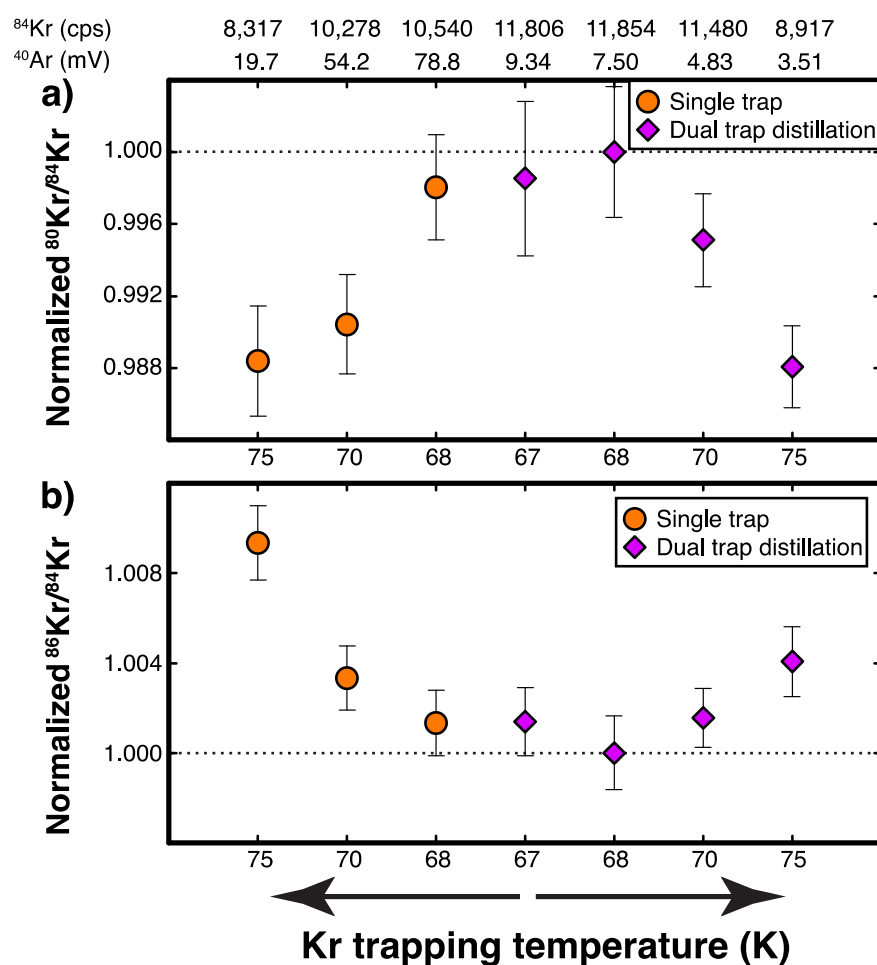 ⁸⁴Kr (cps) 8,317 10,278 10,540 11,806 11,854 11,480 8,917
⁴⁰Ar (mV) 19.7 54.2 78.8 9.34 7.50 4.83 3.51
a)
Single trap
Dual trap distillation
Normalized ⁸⁰Kr/⁸⁴Kr
1.000
0.996
0.992
0.988
75 70 68 67 68 70 75
b)
Single trap
Dual trap distillation
Normalized ⁸⁶Kr/⁸⁴Kr
1.008
1.004
1.000
75 70 68 67 68 70 75
Kr trapping temperature (K)